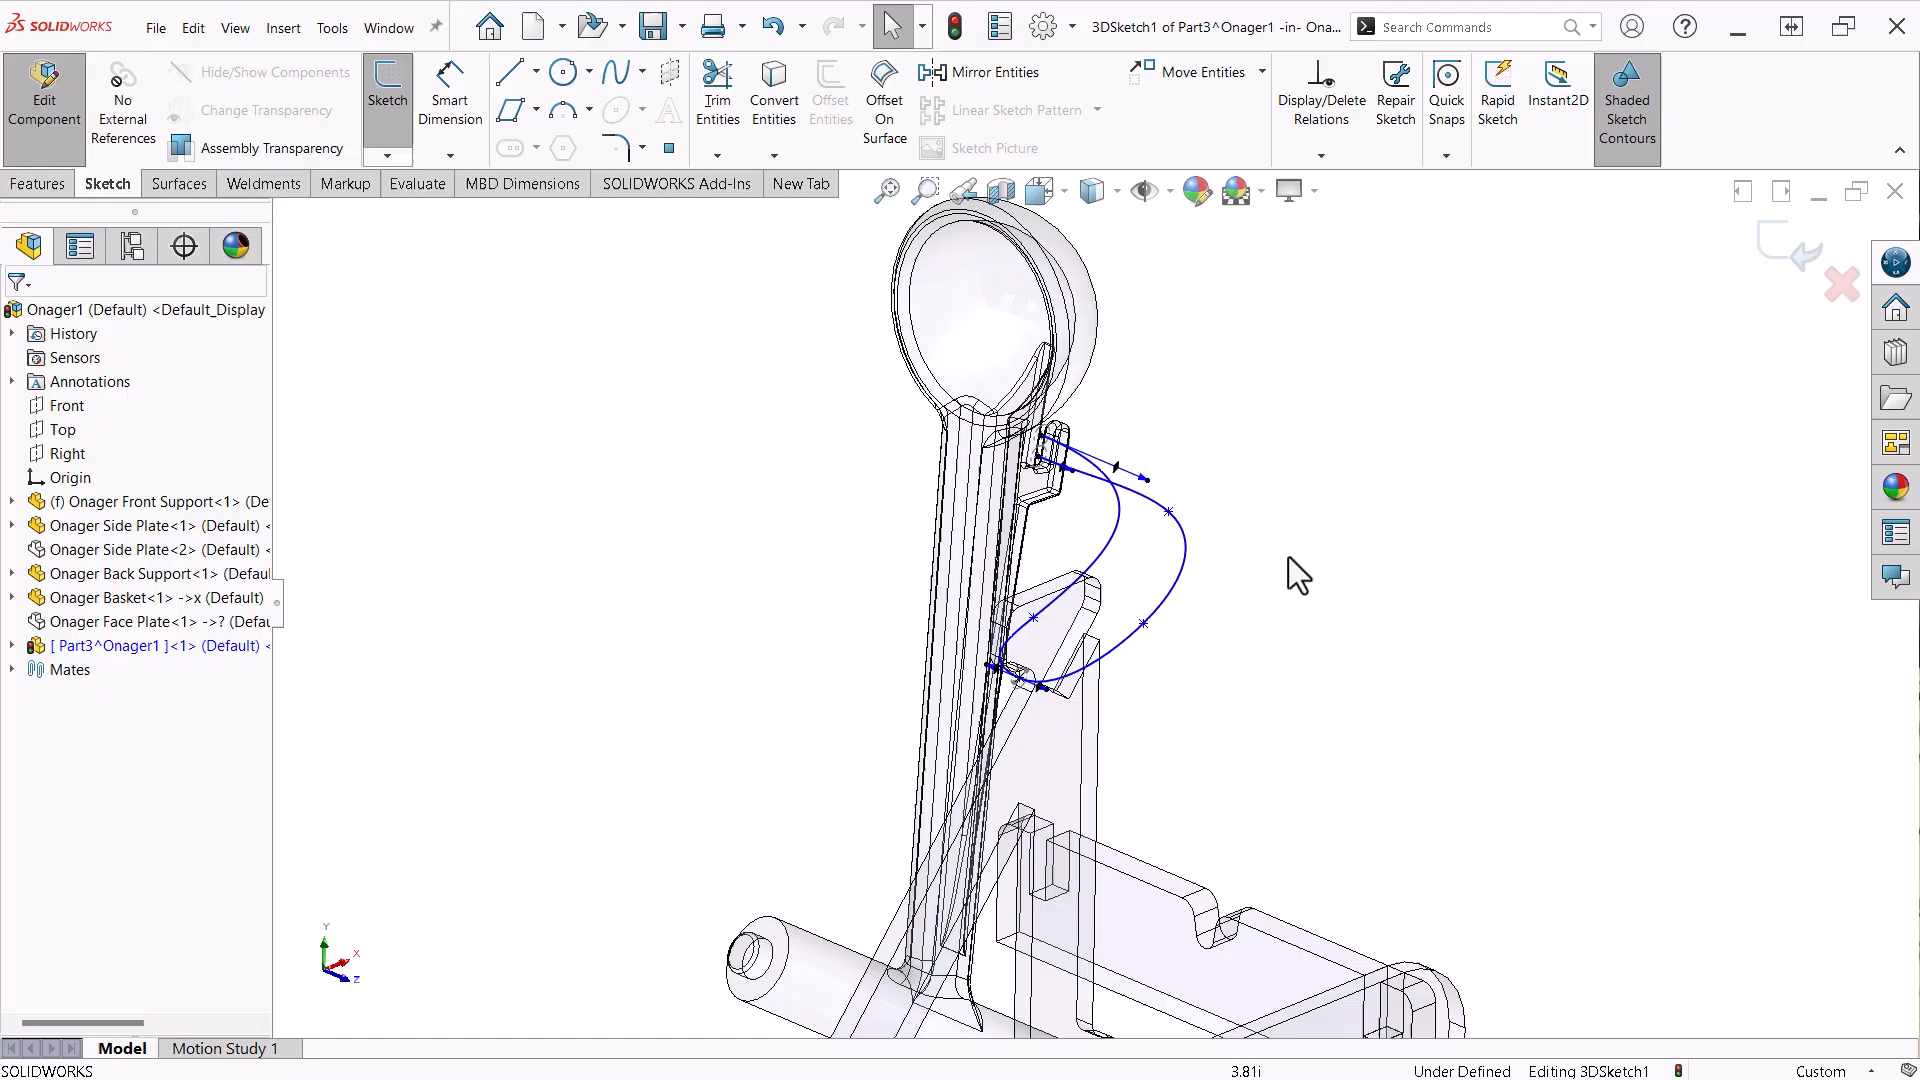 SOLIDWORKS
File Edit View Insert Tools Window
3DSketch1 of Part3^Onager1 -in- Ona...
Search Commands
Edit Component
No External References
Hide/Show Components
Change Transparency
Assembly Transparency
Sketch
Smart Dimension
Trim Entities
Convert Entities
Offset Entities
Offset On Surface
Mirror Entities
Linear Sketch Pattern
Sketch Picture
Move Entities
Display/Delete Relations
Repair Sketch
Quick Snaps
Rapid Sketch
Instant2D
Shaded Sketch Contours
Features Sketch Surfaces Weldments Markup Evaluate MBD Dimensions SOLIDWORKS Add-Ins New Tab
Onager1 (Default) <Default_Display
History
Sensors
Annotations
Front
Top
Right
Origin
(f) Onager Front Support<1> (De
Onager Side Plate<1> (Default) <
Onager Side Plate<2> (Default) <
Onager Back Support<1> (Defaul
Onager Basket<1> ->x (Default)
Onager Face Plate<1> ->? (Defau
[ Part3^Onager1 ]<1> (Default) <
Mates
Y
X
Z
Model Motion Study 1
SOLIDWORKS 3.81i Under Defined Editing 3DSketch1 Custom